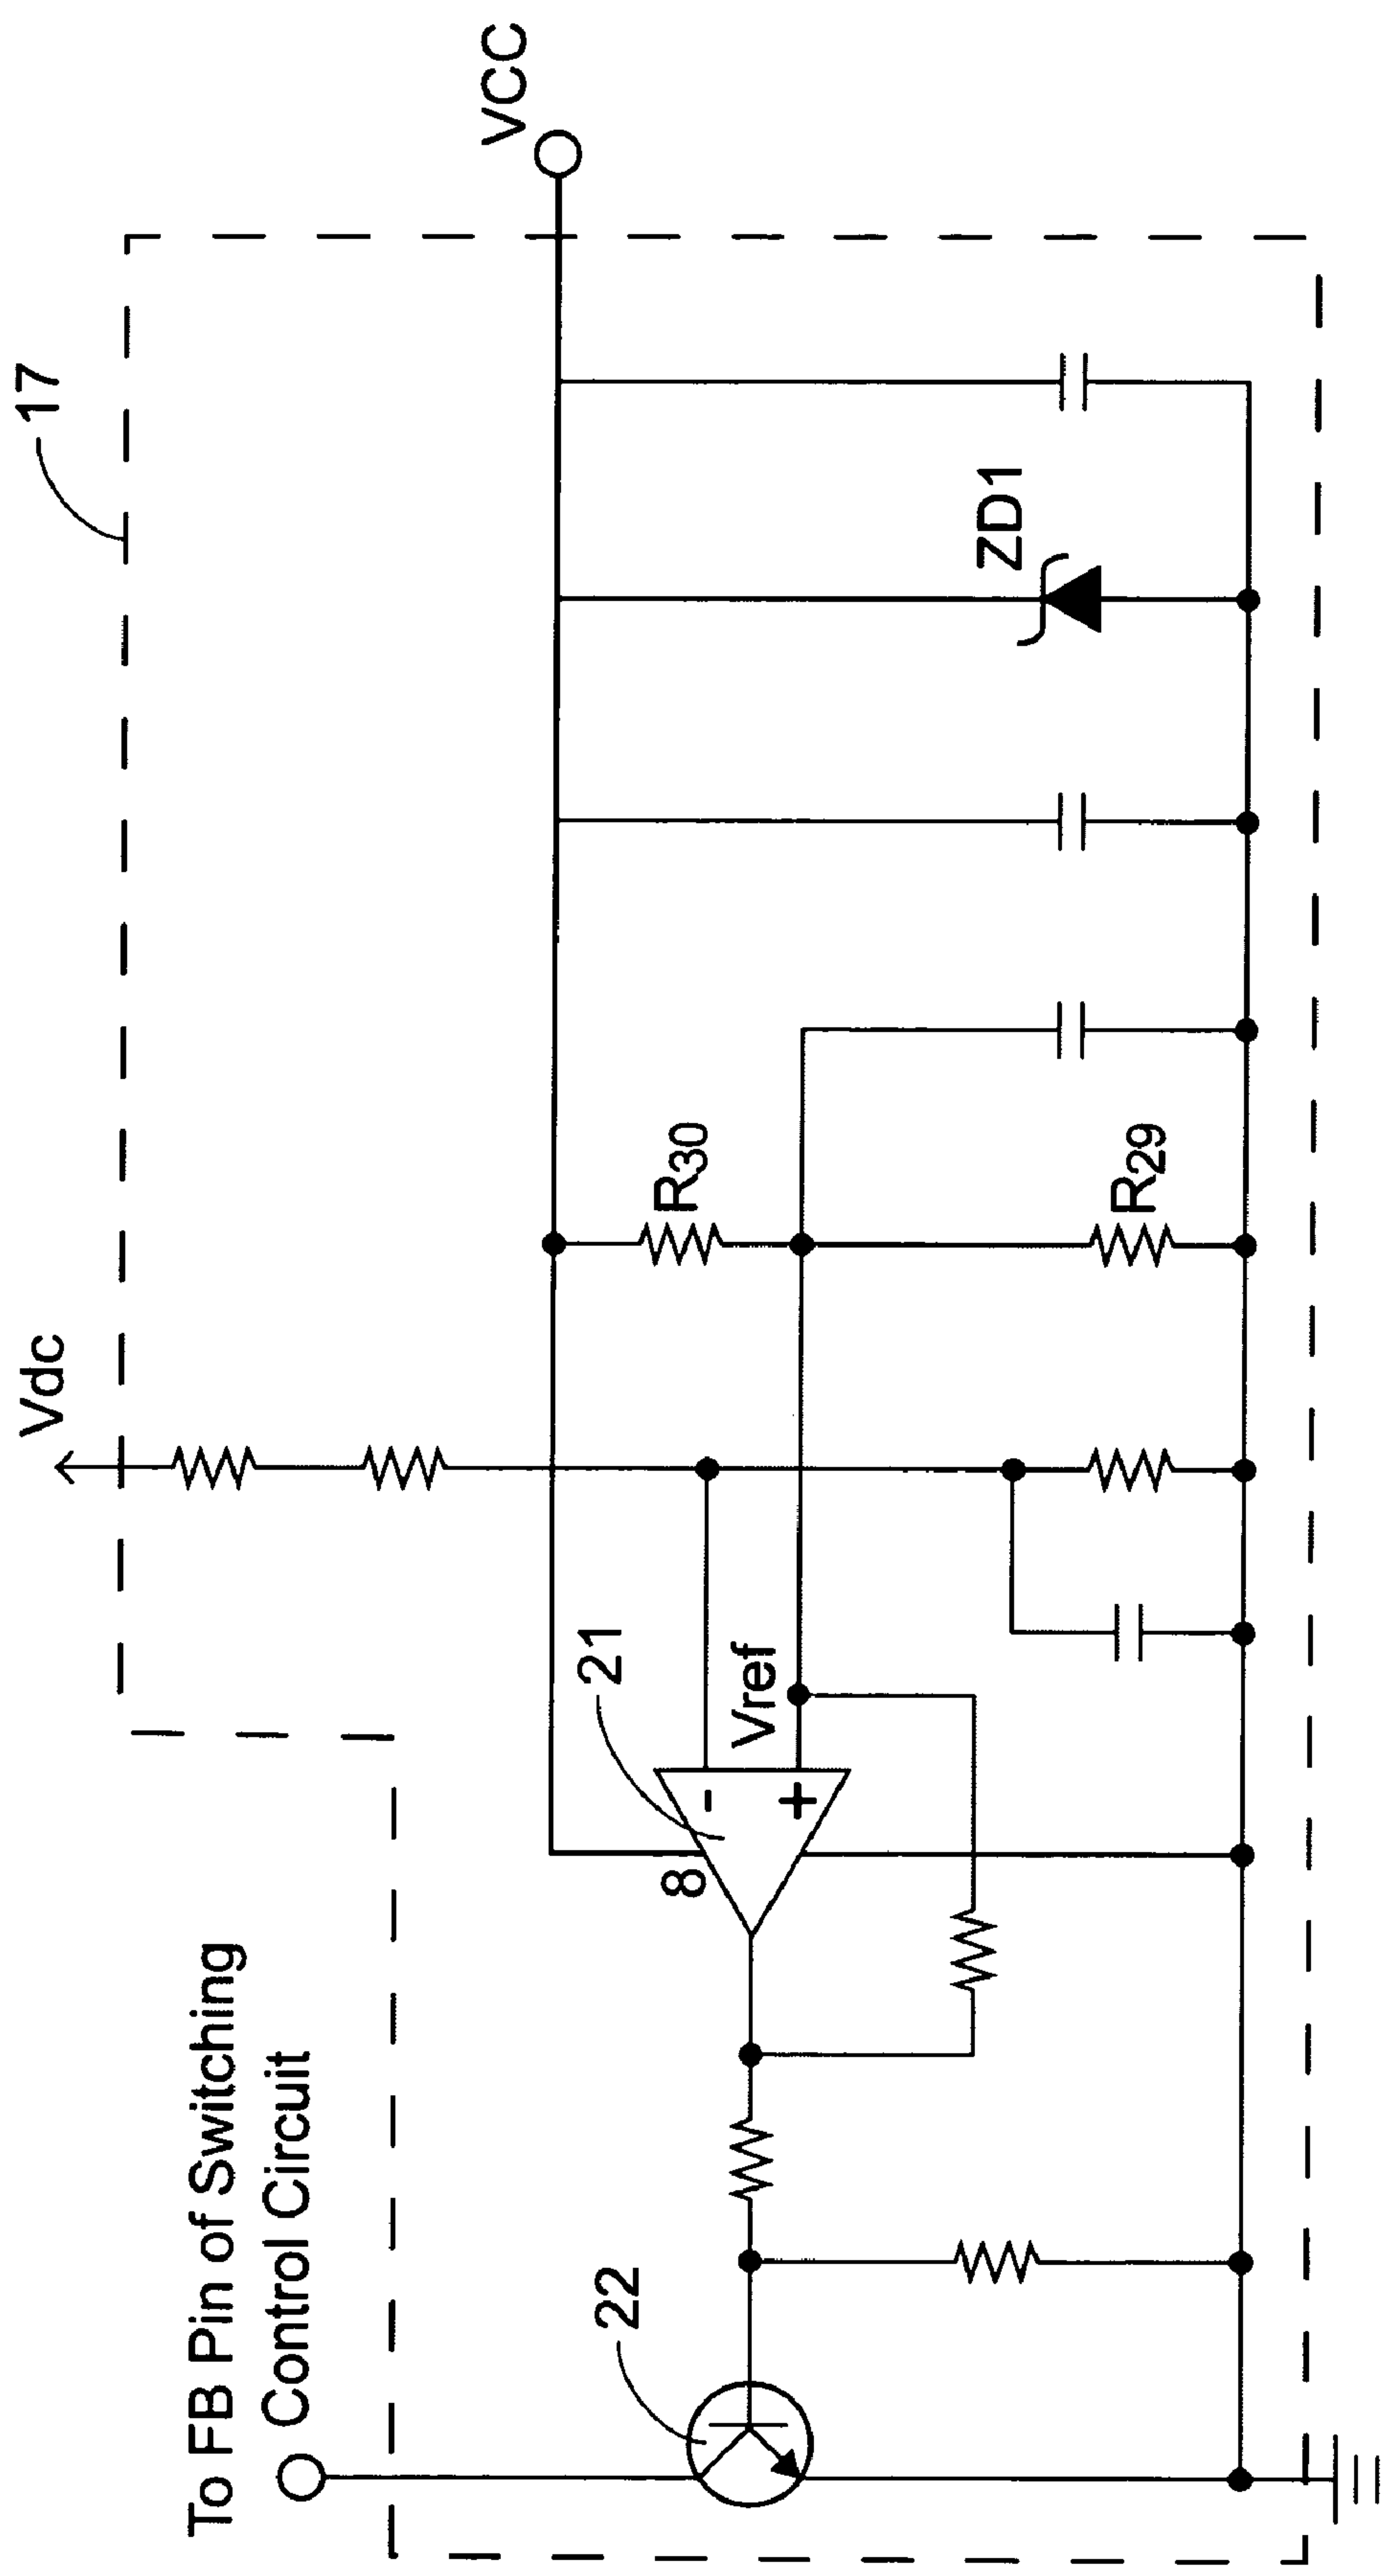 17
VCC
Vdc
To FB Pin of Switching
Control Circuit
22
21
8
-
+
Vref
R30
R29
ZD1